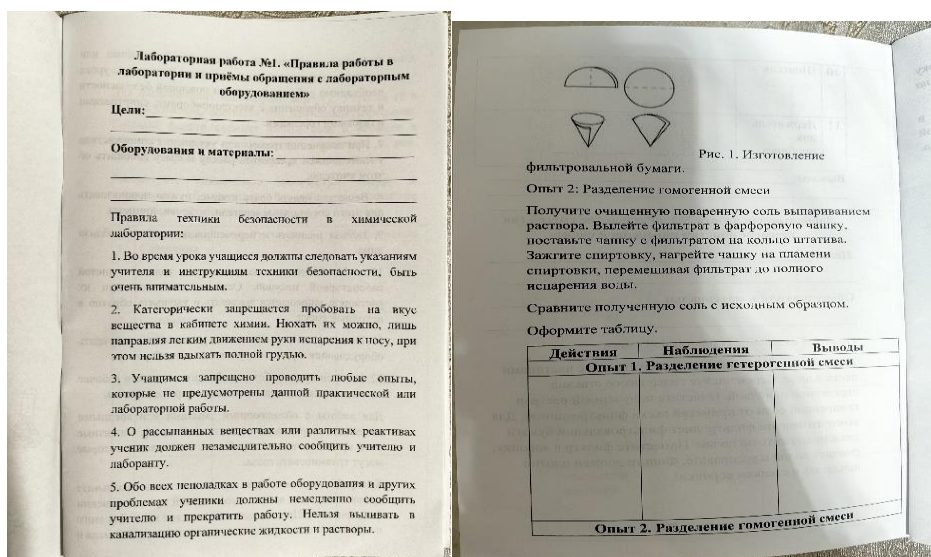 Лабораторная работа №1. «Правила работы в
лаборатории и приёмы обращения с лабораторным
оборудованием»
Цели:
Оборудования и материалы:
Правила техники безопасности в химической
лаборатории:
1. Во время урока учащиеся должны следовать указаниям
учителя и инструкциям техники безопасности, быть
очень внимательным.
2. Категорически запрещается пробовать на вкус
вещества в кабинете химии. Нюхать их можно, лишь
направляя легким движением руки испарения к носу, при
этом нельзя вдыхать полной грудью.
3. Учащимся запрещено проводить любые опыты,
которые не предусмотрены данной практической или
лабораторной работы.
4. О рассыпанных веществах или разлитых реактивах
ученик должен незамедлительно сообщить учителю и
лаборанту.
5. Обо всех неполадках в работе оборудования и других
проблемах ученики должны немедленно сообщить
учителю и прекратить работу. Нельзя выливать в
канализацию органические жидкости и растворы.
Рис. 1. Изготовление
фильтровальной бумаги.
Опыт 2: Разделение гомогенной смеси
Получите очищенную поваренную соль выпариванием
раствора. Вылейте фильтрат в фарфоровую чашку,
поставьте чашку с фильтратом на кольцо штатива.
Зажгите спиртовку, нагрейте чашку на пламени
спиртовки, перемешивая фильтрат до полного
испарения воды.
Сравните полученную соль с исходным образцом.
Оформите таблицу.
Действия Наблюдения Выводы
Опыт 1. Разделение гетерогенной смеси
Опыт 2. Разделение гомогенной смеси